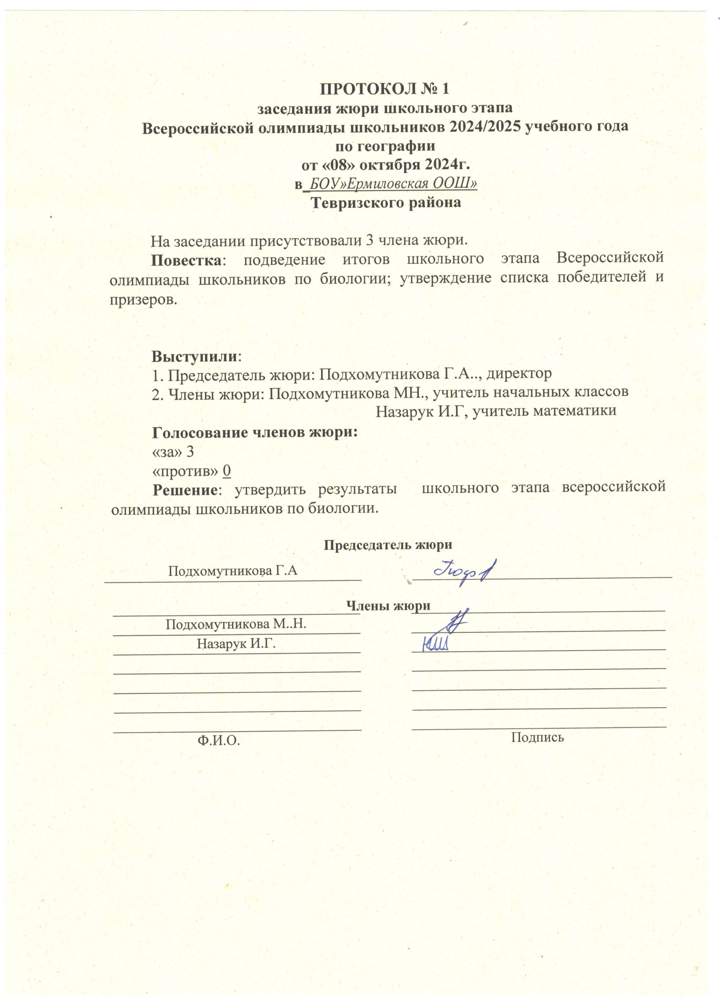 ПРОТОКОЛ № 1
заседания жюри школьного этапа
Всероссийской олимпиады школьников 2024/2025 учебного года
по географии
от «08» октября 2024г.
в_БОУ»Ермиловская ООШ»
Тевризского района
На заседании присутствовали 3 члена жюри.
Повестка: подведение итогов школьного этапа Всероссийской
олимпиады школьников по биологии; утверждение списка победителей и
призеров.
Выступили:
1. Председатель жюри: Подхомутникова Г.А.., директор
2. Члены жюри: Подхомутникова МН., учитель начальных классов
Назарук И.Г, учитель математики
Голосование членов жюри:
«за» 3
«против» 0
Решение: утвердить результаты школьного этапа всероссийской
олимпиады школьников по биологии.
Председатель жюри
Подхомутникова Г.А
Члены жюри
Подхомутникова М..Н.
Назарук И.Г.
Ф.И.О. Подпись